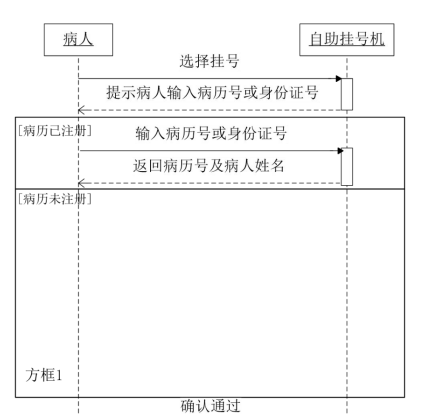 病人
自助挂号机
选择挂号
提示病人输入病历号或身份证号
[病历已注册]
输入病历号或身份证号
返回病历号及病人姓名
[病历未注册]
方框1
确认通过